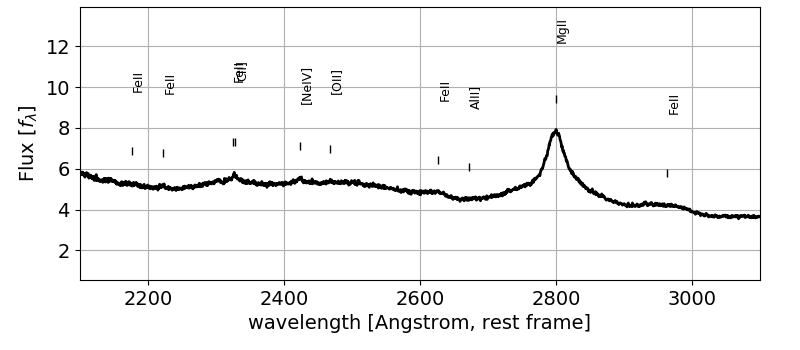 Flux [fλ]
12
10
8
6
4
2
FeII
FeII
FeII
CII]
[NeIV]
[OII]
FeII
AlII]
MgII
FeII
2200
2400
2600
2800
3000
wavelength [Angstrom, rest frame]